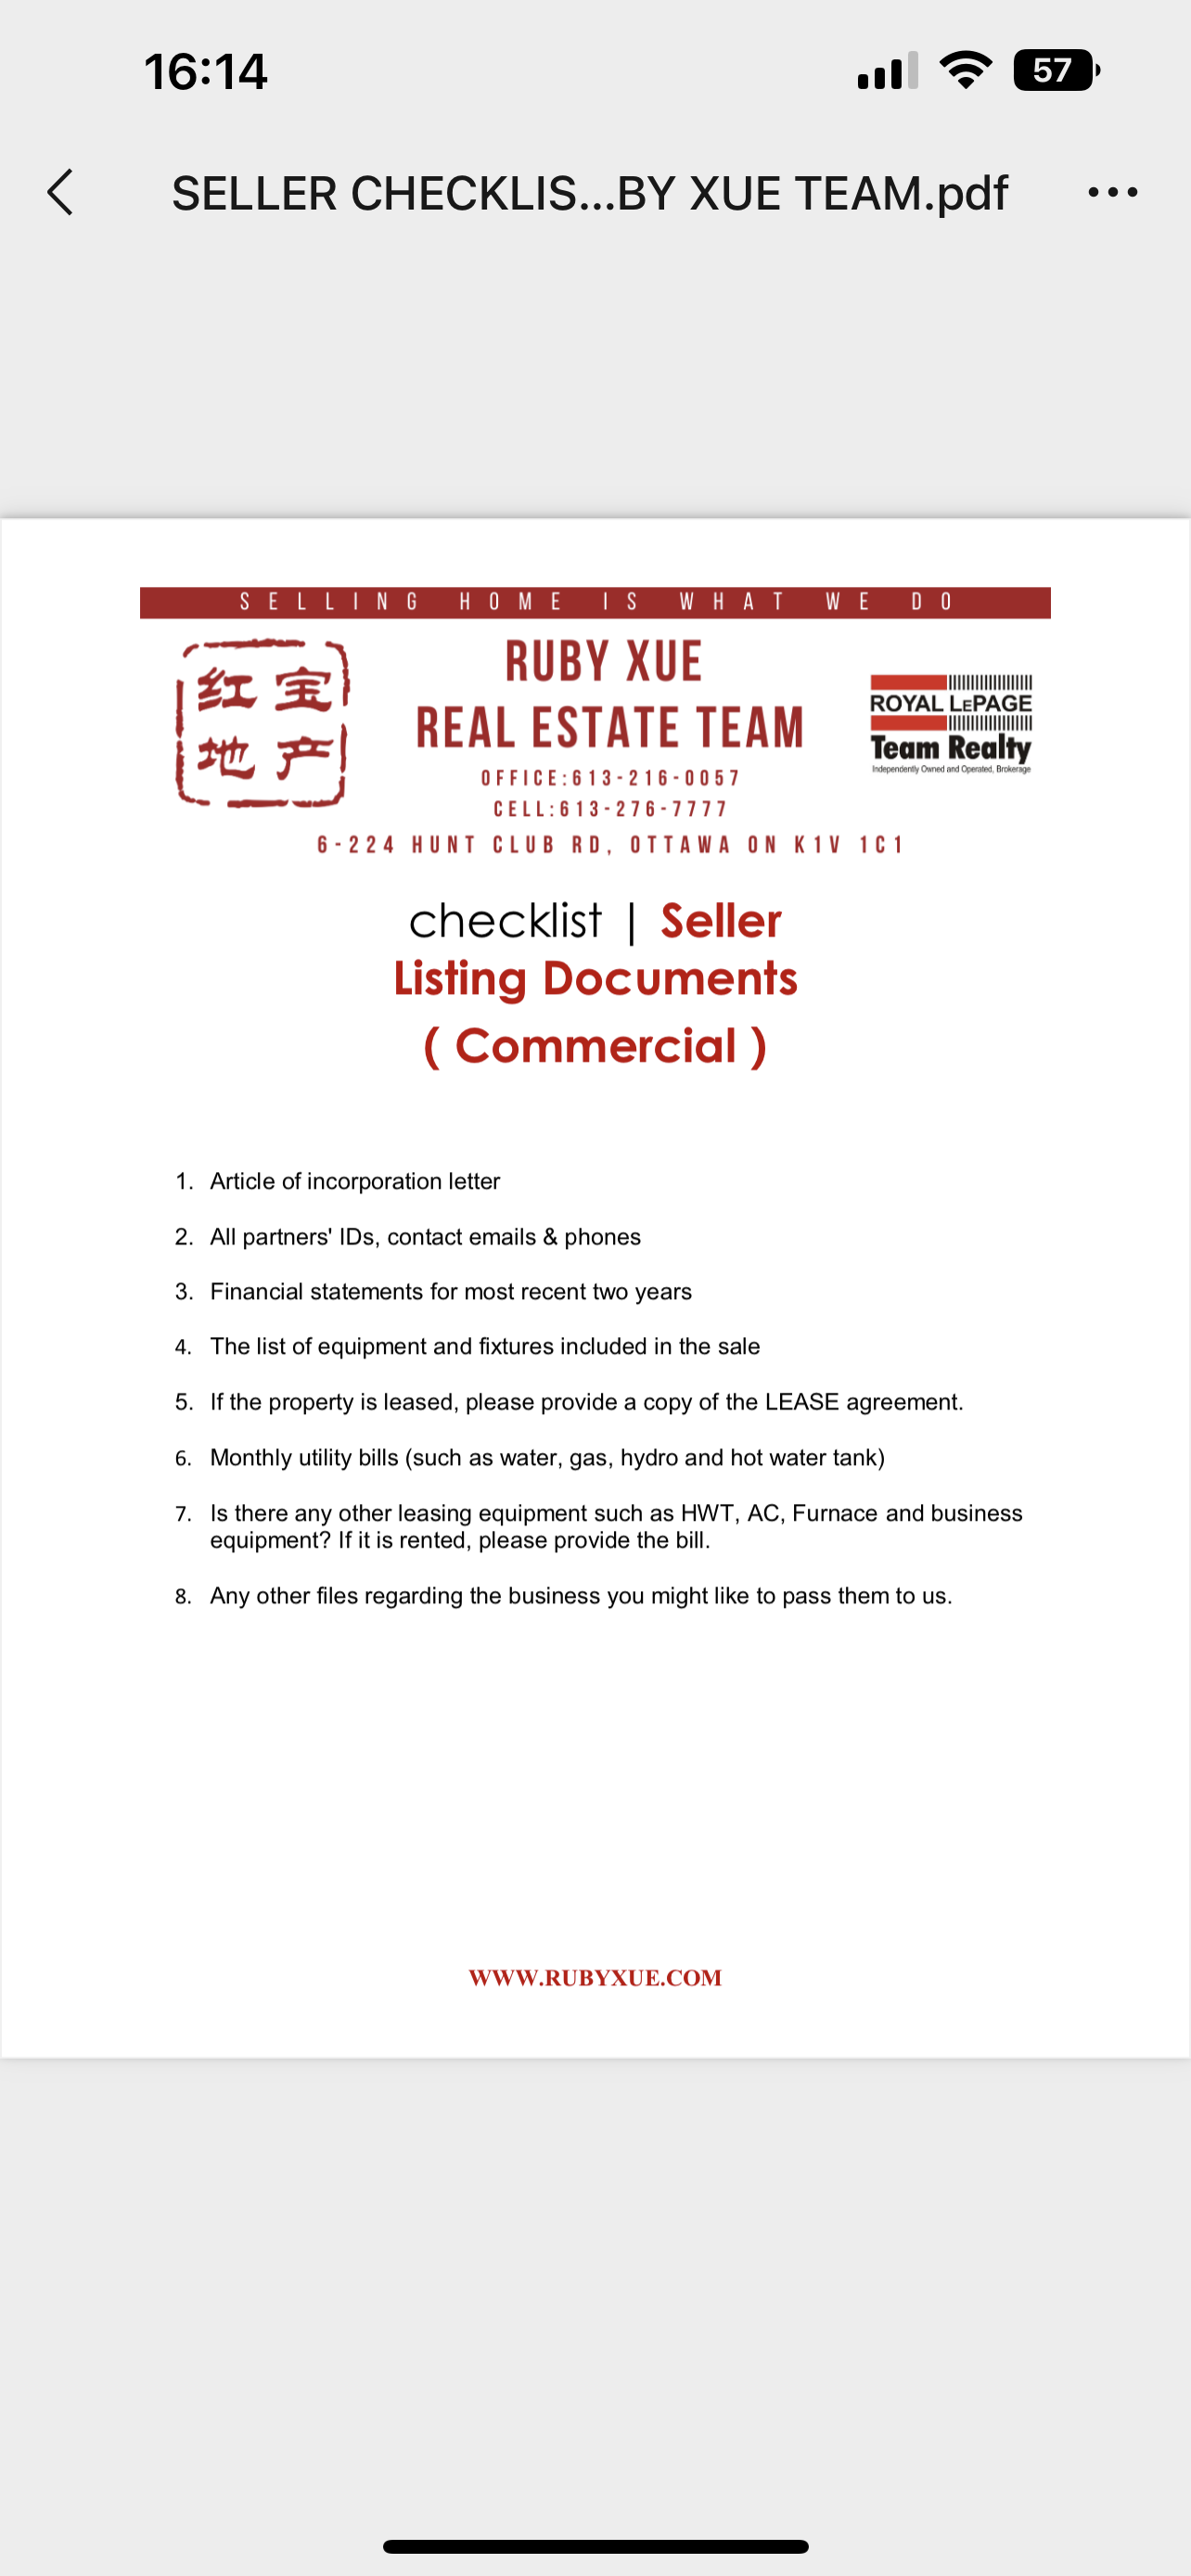 16:14
57
SELLER CHECKLIS...BY XUE TEAM.pdf
SELLING HOME IS WHAT WE DO
红宝
地产
RUBY XUE
REAL ESTATE TEAM
OFFICE:613-216-0057
CELL:613-276-7777
6-224 HUNT CLUB RD, OTTAWA ON K1V 1C1
ROYAL LEPAGE
Team Realty
Independently Owned and Operated, Brokerage
checklist | Seller
Listing Documents
( Commercial )
1. Article of incorporation letter
2. All partners' IDs, contact emails & phones
3. Financial statements for most recent two years
4. The list of equipment and fixtures included in the sale
5. If the property is leased, please provide a copy of the LEASE agreement.
6. Monthly utility bills (such as water, gas, hydro and hot water tank)
7. Is there any other leasing equipment such as HWT, AC, Furnace and business
equipment? If it is rented, please provide the bill.
8. Any other files regarding the business you might like to pass them to us.
WWW.RUBYXUE.COM